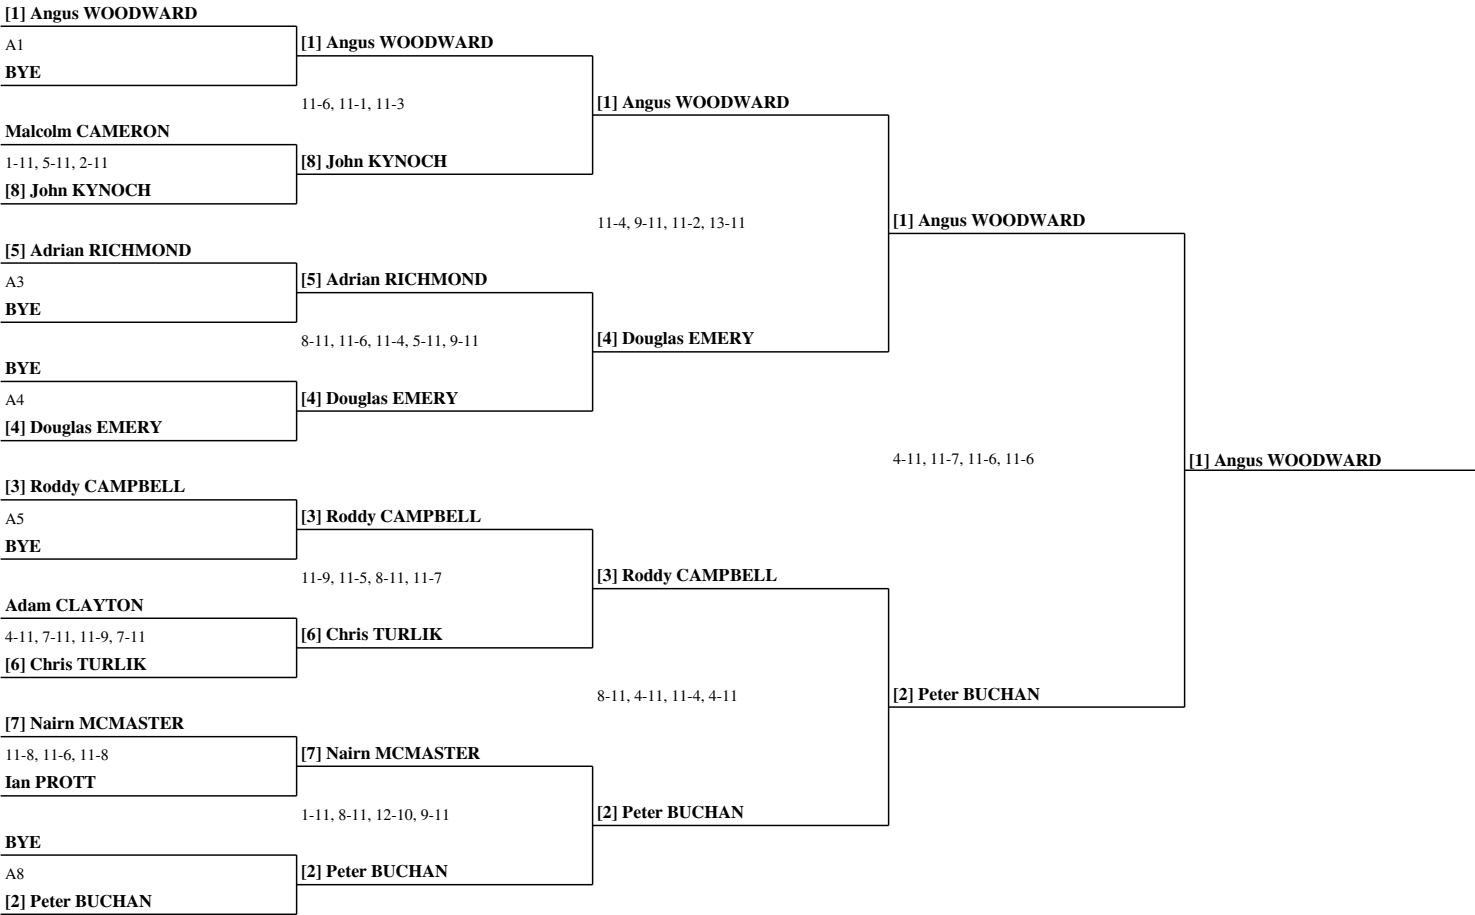 [1] Angus WOODWARD
A1
BYE
Malcolm CAMERON
1-11, 5-11, 2-11
[8] John KYNOCH
[5] Adrian RICHMOND
A3
BYE
BYE
A4
[4] Douglas EMERY
[3] Roddy CAMPBELL
A5
BYE
Adam CLAYTON
4-11, 7-11, 11-9, 7-11
[6] Chris TURLIK
[7] Nairn MCMASTER
11-8, 11-6, 11-8
Ian PROTT
BYE
A8
[2] Peter BUCHAN
[1] Angus WOODWARD
11-6, 11-1, 11-3
[8] John KYNOCH
[5] Adrian RICHMOND
8-11, 11-6, 11-4, 5-11, 9-11
[4] Douglas EMERY
[3] Roddy CAMPBELL
11-9, 11-5, 8-11, 11-7
[6] Chris TURLIK
[7] Nairn MCMASTER
1-11, 8-11, 12-10, 9-11
[2] Peter BUCHAN
[1] Angus WOODWARD
11-4, 9-11, 11-2, 13-11
[4] Douglas EMERY
[3] Roddy CAMPBELL
8-11, 4-11, 11-4, 4-11
[2] Peter BUCHAN
[1] Angus WOODWARD
4-11, 11-7, 11-6, 11-6
[2] Peter BUCHAN
[1] Angus WOODWARD